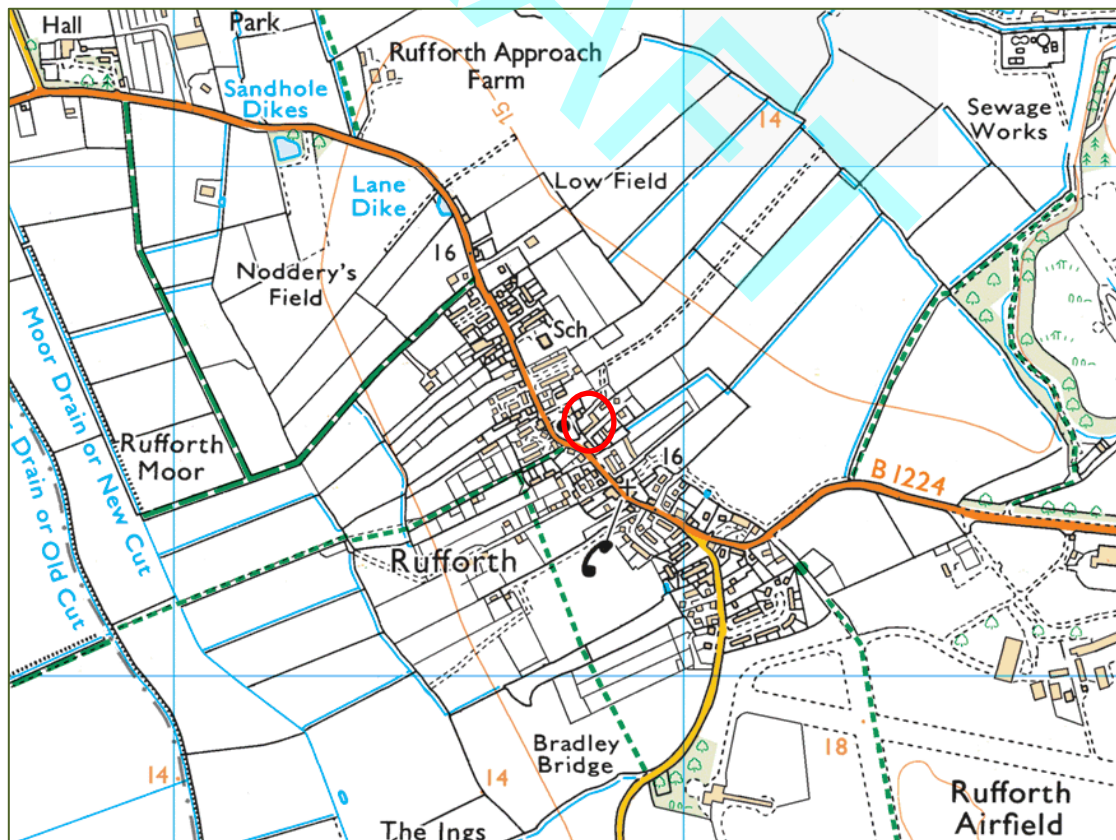 Hall
Park
Rufforth Approach
Farm
Sandhole
Dikes
15
14
Sewage
Works
Lane
Dike
Low Field
16
Noddery's
Field
Sch
Moor Drain or New Cut
Drain or Old Cut
Rufforth
Moor
16
B 1224
Rufforth
Bradley
Bridge
14
14
18
The Ings
Rufforth
Airfield